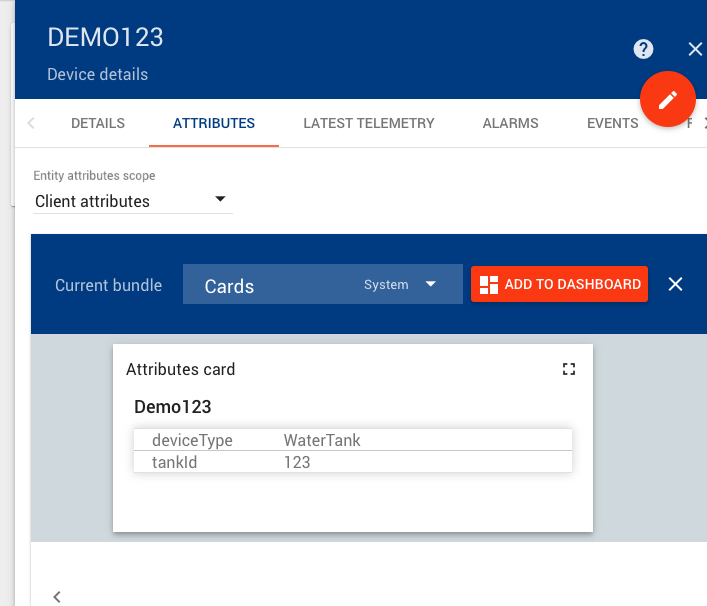 DEMO123
Device details
DETAILS ATTRIBUTES LATEST TELEMETRY ALARMS EVENTS
Entity attributes scope
Client attributes
Current bundle Cards System ADD TO DASHBOARD
Attributes card
Demo123
deviceType WaterTank
tankId 123